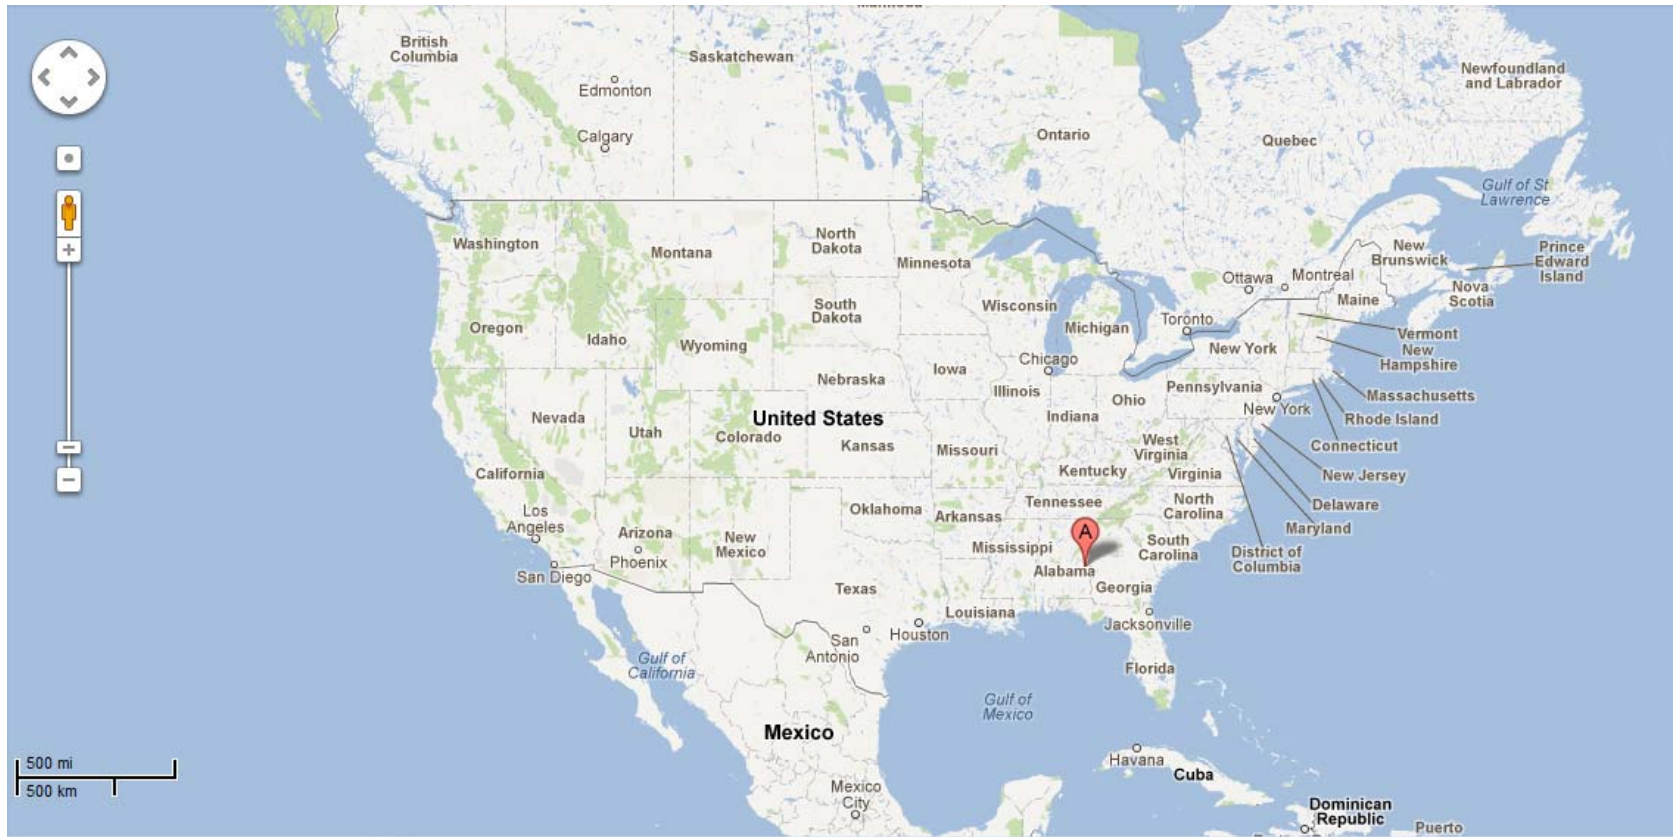 Manitoba
British
Columbia
Saskatchewan
Newfoundland
and Labrador
Edmonton
Calgary
Ontario
Quebec
Gulf of St
Lawrence
Washington
Montana
North
Dakota
Minnesota
Ottawa
Montreal
New
Brunswick
Prince
Edward
Island
Nova
Scotia
Maine
Oregon
Idaho
Wyoming
South
Dakota
Wisconsin
Michigan
Toronto
Vermont
New
Hampshire
New York
Chicago
Nebraska
Iowa
Illinois
Indiana
Ohio
Pennsylvania
New York
Massachusetts
Rhode Island
Connecticut
New Jersey
Delaware
Maryland
District of
Columbia
Nevada
Utah
Colorado
United States
Kansas
Missouri
West
Virginia
Kentucky
Virginia
California
Los
Angeles
San Diego
Arizona
Phoenix
New
Mexico
Oklahoma
Arkansas
Tennessee
North
Carolina
South
Carolina
Mississippi
A
Alabama
Georgia
Texas
Louisiana
San
Antonio
Houston
Jacksonville
Florida
Gulf of
California
Gulf of
Mexico
Mexico
Mexico
City
Havana
Cuba
Dominican
Republic
Puerto
500 mi
500 km